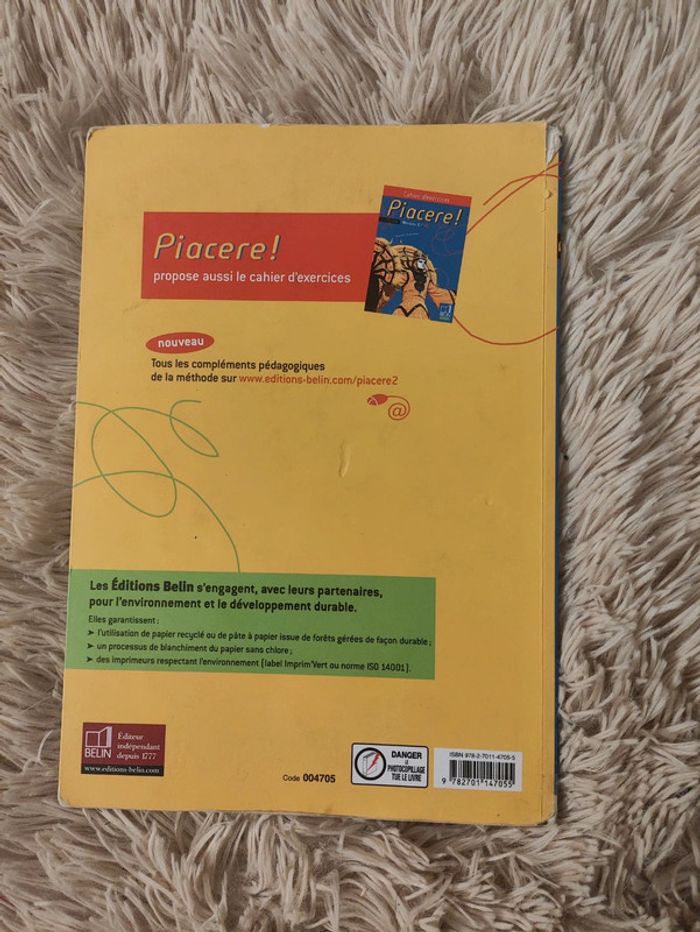 Cahier d'exercices
Piacere!
Piacere!
propose aussi le cahier d'exercices
BELIN
nouveau
Tous les compléments pédagogiques
de la méthode sur www.editions-belin.com/piacere2
@
Les Éditions Belin s'engagent, avec leurs partenaires,
pour l'environnement et le développement durable.
Elles garantissent :
➤ l'utilisation de papier recyclé ou de pâte à papier issue de forêts gérées de façon durable ;
➤ un processus de blanchiment du papier sans chlore ;
➤ des imprimeurs respectant l'environnement (label Imprim'Vert ou norme ISO 14001).
BELIN
Éditeur
indépendant
depuis 1777
www.editions-belin.com
Code 004705
DANGER
LE
PHOTOCOPILLAGE
TUE LE LIVRE
ISBN 978-2-7011-4705-5
9 782701 147055